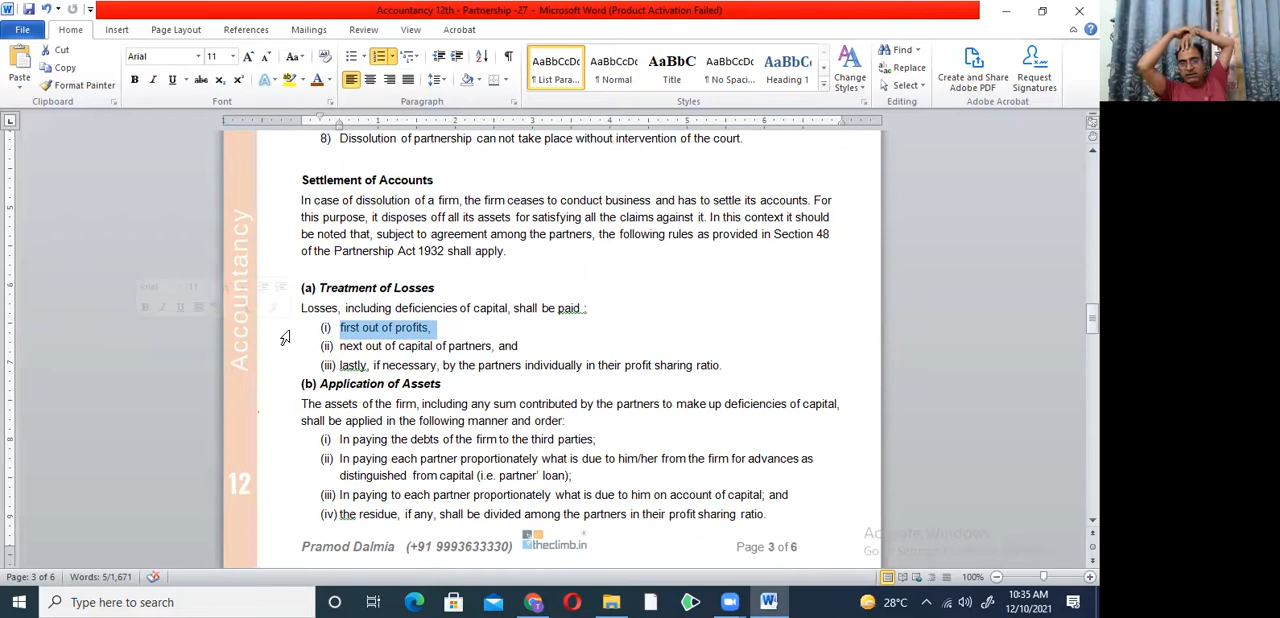 Accountancy 12th - Partnership -27 - Microsoft Word (Product Activation Failed)
File Home Insert Page Layout References Mailings Review View Acrobat
Paste
Cut
Copy
Format Painter
Clipboard
Arial 11
Font
Paragraph
AaBbCcDc AaBbCcDc AaBbC AaBbCcDc AaBbC
¶ List Para... ¶ Normal Title ¶ No Spaci... Heading 1
Change Styles
Styles
Find
Replace
Select
Editing
Create and Share Adobe PDF
Request Signatures
Adobe Acrobat
8) Dissolution of partnership can not take place without intervention of the court.
Settlement of Accounts
In case of dissolution of a firm, the firm ceases to conduct business and has to settle its accounts. For
this purpose, it disposes off all its assets for satisfying all the claims against it. In this context it should
be noted that, subject to agreement among the partners, the following rules as provided in Section 48
of the Partnership Act 1932 shall apply.
(a) Treatment of Losses
Losses, including deficiencies of capital, shall be paid :
(i) first out of profits,
(ii) next out of capital of partners, and
(iii) lastly, if necessary, by the partners individually in their profit sharing ratio.
(b) Application of Assets
The assets of the firm, including any sum contributed by the partners to make up deficiencies of capital,
shall be applied in the following manner and order:
(i) In paying the debts of the firm to the third parties;
(ii) In paying each partner proportionately what is due to him/her from the firm for advances as
distinguished from capital (i.e. partner' loan);
(iii) In paying to each partner proportionately what is due to him on account of capital; and
(iv) the residue, if any, shall be divided among the partners in their profit sharing ratio.
Accountancy
12
Pramod Dalmia (+91 9993633330) theclimb.in Page 3 of 6
Activate Windows
Page: 3 of 6 Words: 5/1,671 100%
Type here to search
28°C
10:35 AM
12/10/2021